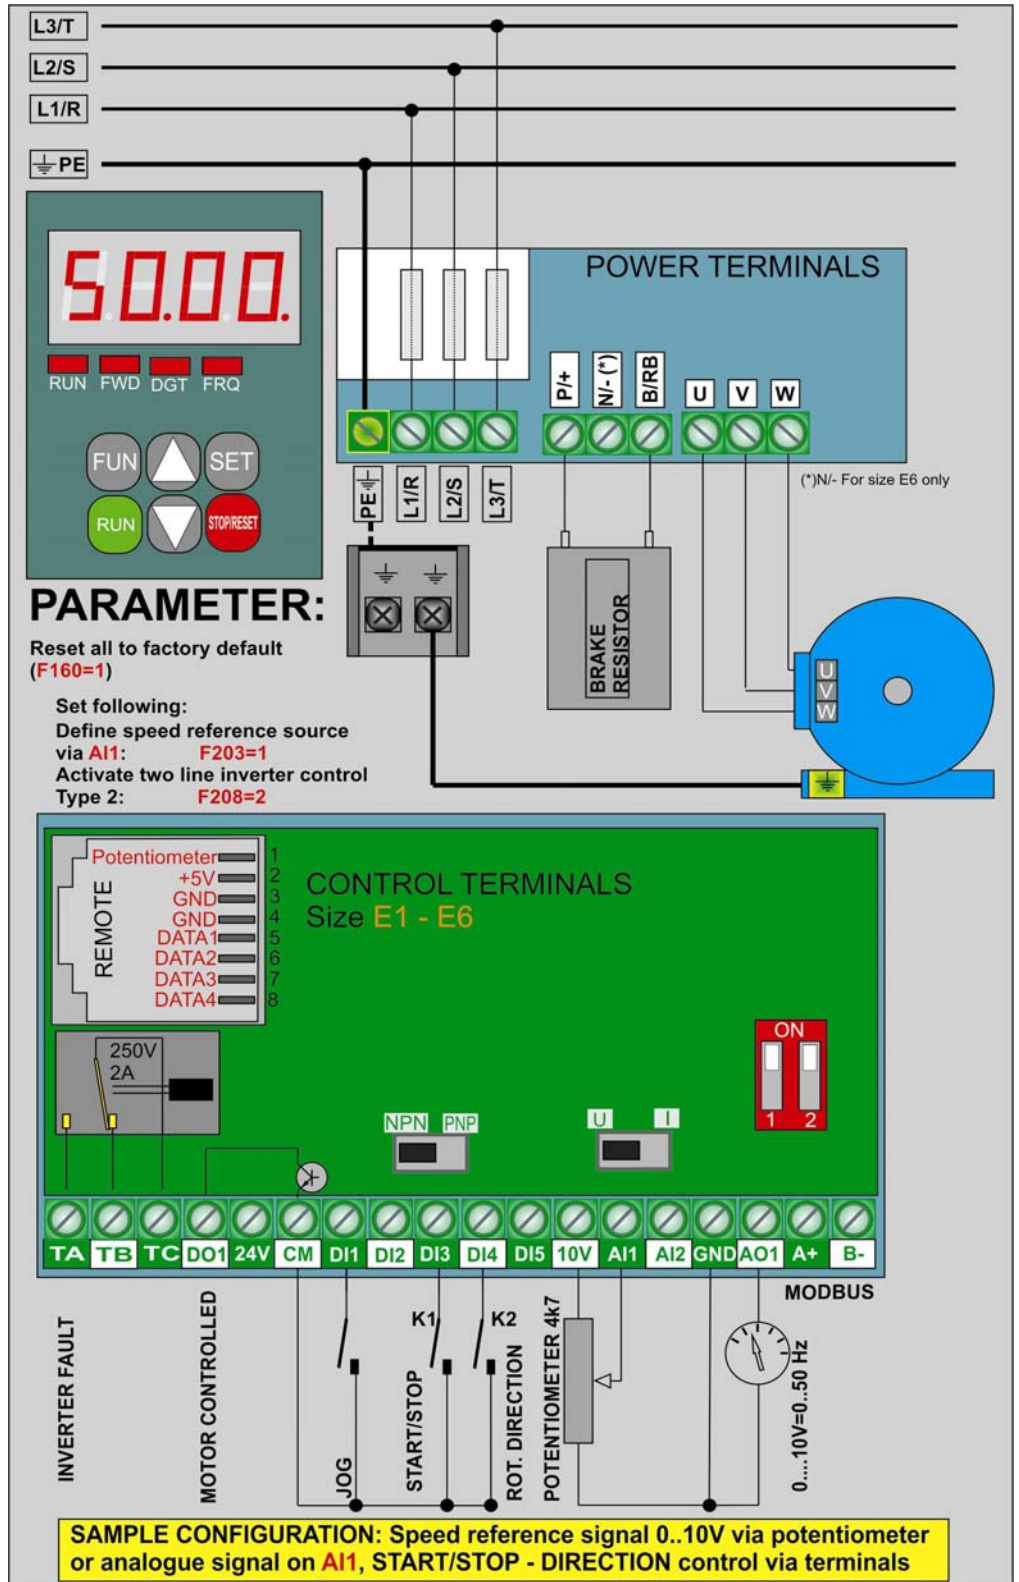 L3/T
L2/S
L1/R
PE
50.0.0.
RUN FWD DGT FRQ
FUN SET
RUN STOP/RESET
POWER TERMINALS
P/+ N/- (*) B/RB U V W
(*)N/- For size E6 only
PE L1/R L2/S L3/T
BRAKE
RESISTOR
U
V
W
PARAMETER:
Reset all to factory default
(F160=1)
Set following:
Define speed reference source
via AI1: F203=1
Activate two line inverter control
Type 2: F208=2
CONTROL TERMINALS
Size E1 - E6
REMOTE
Potentiometer 1
+5V 2
GND 3
GND 4
DATA1 5
DATA2 6
DATA3 7
DATA4 8
250V
2A
NPN PNP
U I
ON
1 2
TA TB TC DO1 24V CM DI1 DI2 DI3 DI4 DI5 10V AI1 AI2 GND AO1 A+ B-
MODBUS
INVERTER FAULT
MOTOR CONTROLLED
JOG
K1
START/STOP
K2
ROT. DIRECTION
POTENTIOMETER 4k7
0....10V=0..50 Hz
SAMPLE CONFIGURATION: Speed reference signal 0..10V via potentiometer
or analogue signal on AI1, START/STOP - DIRECTION control via terminals